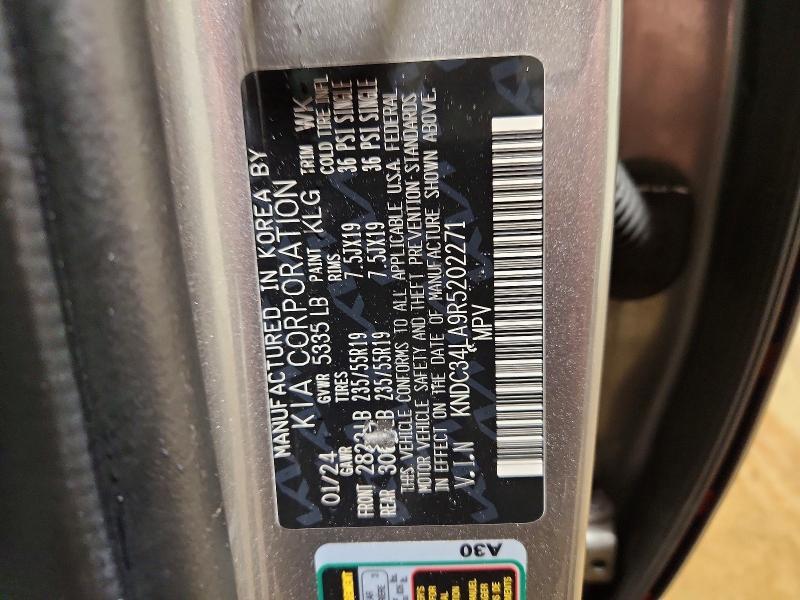 MANUFACTURED IN KOREA BY
KIA CORPORATION
01/24 GVWR 5335 LB PAINT KLG TRIM WK
GAWR TIRES RIMS COLD TIRE INFL
FRONT LB 235/55R19 7.5JX19 36 PSI SINGLE
REAR LB 235/55R19 7.5JX19 36 PSI SINGLE
THIS VEHICLE CONFORMS TO ALL APPLICABLE U.S.A. FEDERAL
MOTOR VEHICLE SAFETY AND THEFT PREVENTION STANDARDS
IN EFFECT ON THE DATE OF MANUFACTURE SHOWN ABOVE.
V.I.N KNDC34LA9R5202271
MPV
A30